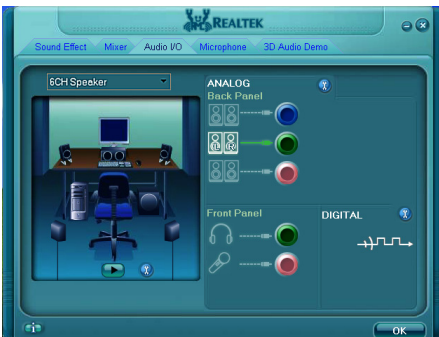 REALTEK
Sound Effect Mixer Audio I/O Microphone 3D Audio Demo
6CH Speaker
ANALOG
Back Panel
Front Panel
DIGITAL
OK